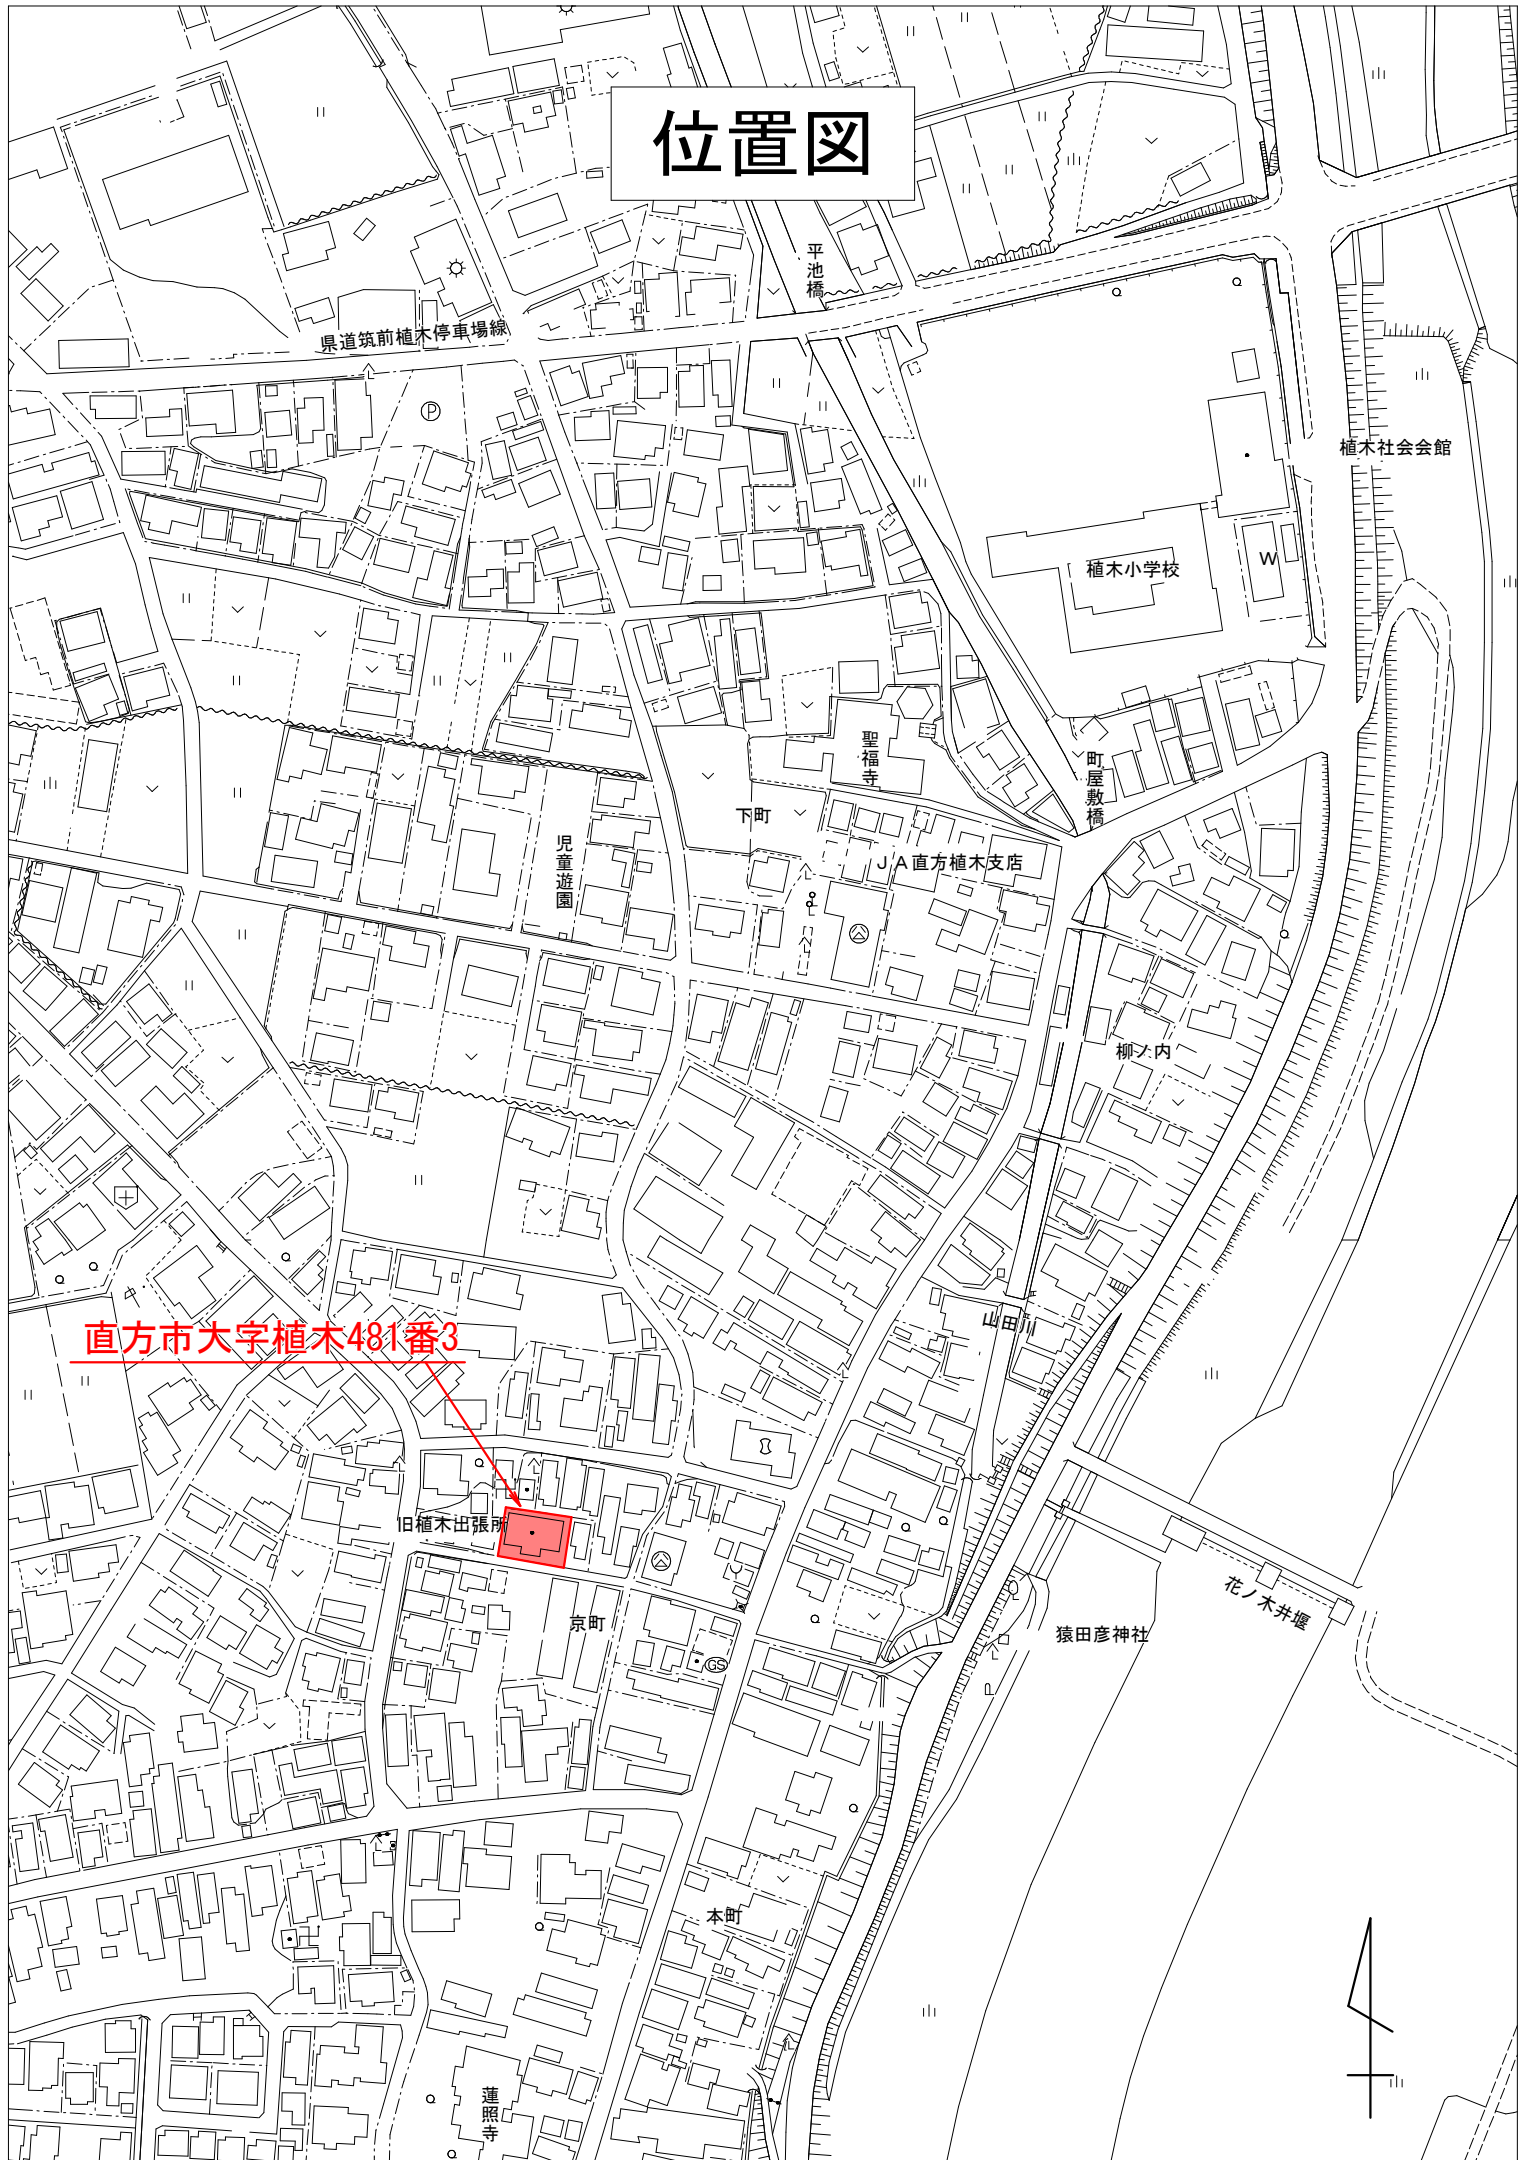 位置図
平池橋
県道筑前植木停車場線
P
植木社会会館
植木小学校
W
聖福寺
町屋敷橋
下町
児童遊園
JA直方植木支店
柳ノ内
山田川
直方市大字植木481番3
旧植木出張所
京町
花ノ木井堰
猿田彦神社
GS
本町
蓮照寺